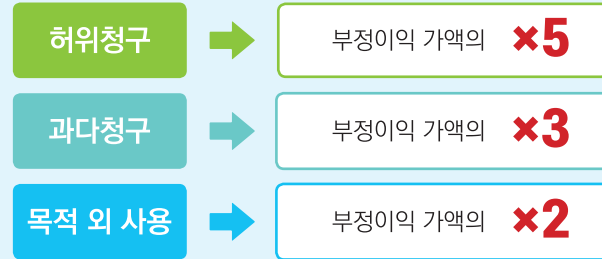 허위청구 부정이익 가액의 ×5
과다청구 부정이익 가액의 ×3
목적 외 사용 부정이익 가액의 ×2